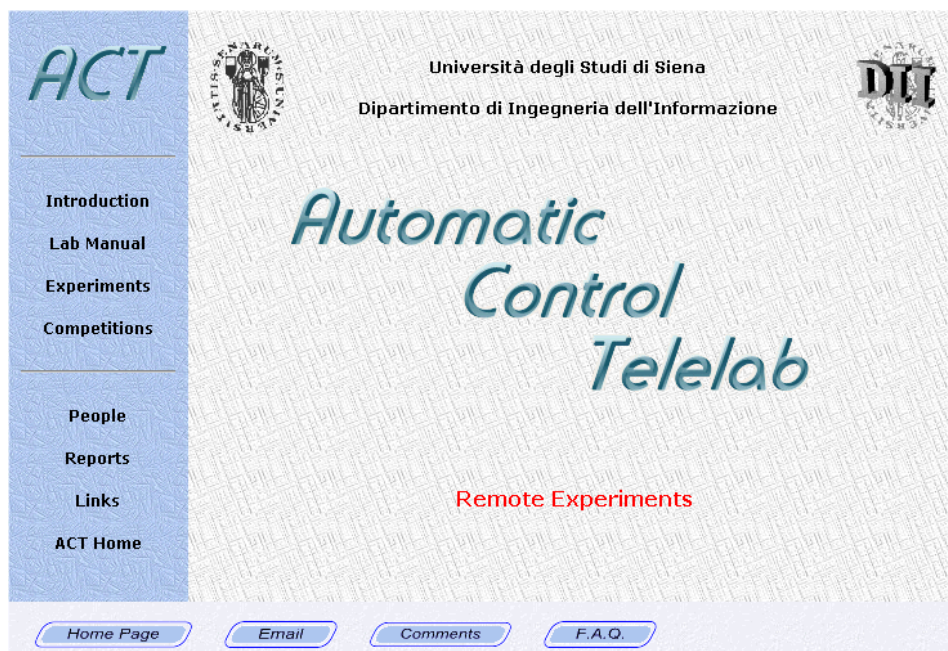 ACT
Introduction
Lab Manual
Experiments
Competitions
People
Reports
Links
ACT Home
Università degli Studi di Siena
Dipartimento di Ingegneria dell'Informazione
DII
Automatic
Control
Telelab
Remote Experiments
Home Page
Email
Comments
F.A.Q.